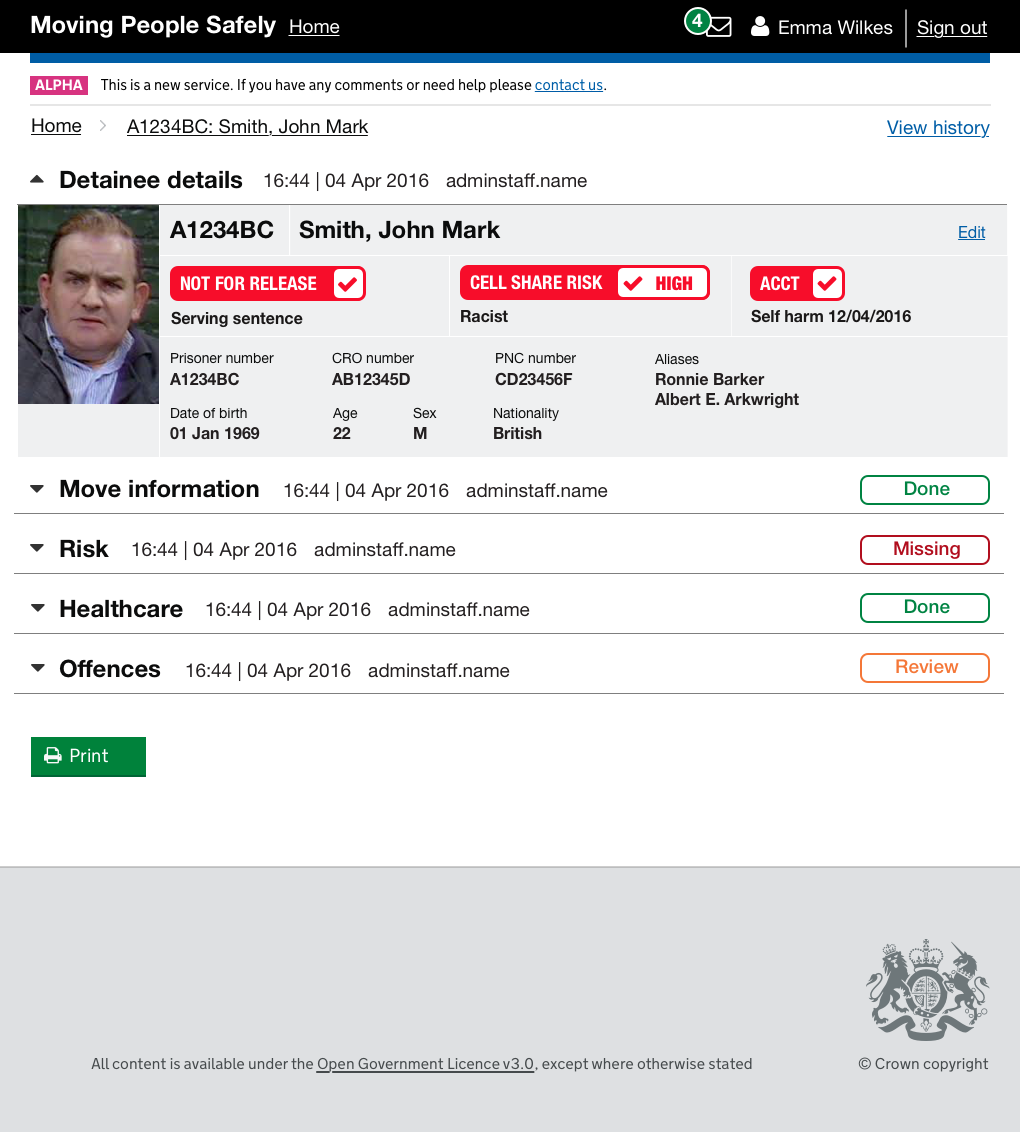 Moving People Safely Home 4 Emma Wilkes Sign out
ALPHA This is a new service. If you have any comments or need help please contact us.
Home A1234BC: Smith, John Mark View history
Detainee details 16:44 | 04 Apr 2016 adminstaff.name
A1234BC Smith, John Mark Edit
NOT FOR RELEASE CELL SHARE RISK HIGH ACCT
Serving sentence Racist Self harm 12/04/2016
Prisoner number CRO number PNC number Aliases
A1234BC AB12345D CD23456F Ronnie Barker
Albert E. Arkwright
Date of birth Age Sex Nationality
01 Jan 1969 22 M British
Move information 16:44 | 04 Apr 2016 adminstaff.name Done
Risk 16:44 | 04 Apr 2016 adminstaff.name Missing
Healthcare 16:44 | 04 Apr 2016 adminstaff.name Done
Offences 16:44 | 04 Apr 2016 adminstaff.name Review
Print
All content is available under the Open Government Licence v3.0, except where otherwise stated © Crown copyright